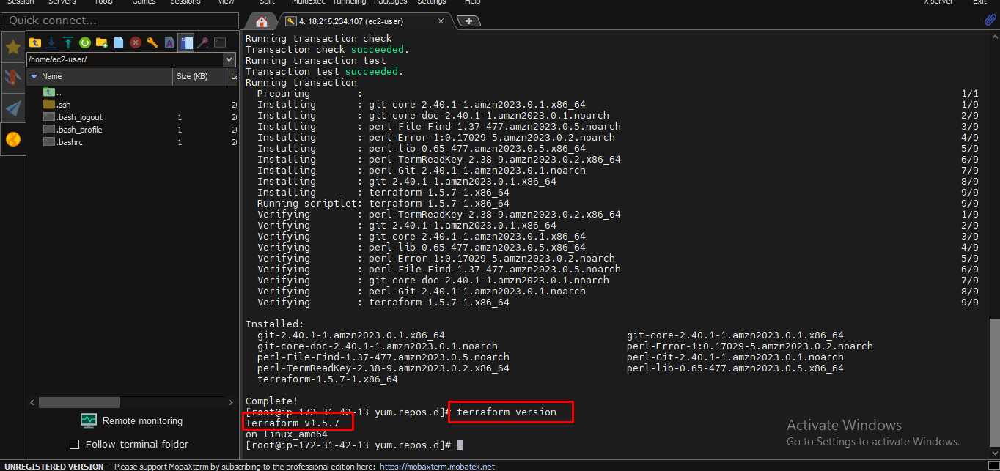 Session Servers Tools Games Sessions View Split MultiExec Tunneling Packages Settings Help X server Exit
Quick connect...
4. 18.215.234.107 (ec2-user)
/home/ec2-user/
Name Size (KB) La
..
.ssh 20
.bash_logout 1 20
.bash_profile 1 20
.bashrc 1 20
Remote monitoring
Follow terminal folder
Running transaction check
Transaction check succeeded.
Running transaction test
Transaction test succeeded.
Running transaction
Preparing : 1/1
Installing : git-core-2.40.1-1.amzn2023.0.1.x86_64 1/9
Installing : git-core-doc-2.40.1-1.amzn2023.0.1.noarch 2/9
Installing : perl-File-Find-1.37-477.amzn2023.0.5.noarch 3/9
Installing : perl-Error-1:0.17029-5.amzn2023.0.2.noarch 4/9
Installing : perl-lib-0.65-477.amzn2023.0.5.x86_64 5/9
Installing : perl-TermReadKey-2.38-9.amzn2023.0.2.x86_64 6/9
Installing : perl-Git-2.40.1-1.amzn2023.0.1.noarch 7/9
Installing : git-2.40.1-1.amzn2023.0.1.x86_64 8/9
Installing : terraform-1.5.7-1.x86_64 9/9
Running scriptlet: terraform-1.5.7-1.x86_64 9/9
Verifying : perl-TermReadKey-2.38-9.amzn2023.0.2.x86_64 1/9
Verifying : git-2.40.1-1.amzn2023.0.1.x86_64 2/9
Verifying : git-core-2.40.1-1.amzn2023.0.1.x86_64 3/9
Verifying : perl-lib-0.65-477.amzn2023.0.5.x86_64 4/9
Verifying : perl-Error-1:0.17029-5.amzn2023.0.2.noarch 5/9
Verifying : perl-File-Find-1.37-477.amzn2023.0.5.noarch 6/9
Verifying : git-core-doc-2.40.1-1.amzn2023.0.1.noarch 7/9
Verifying : perl-Git-2.40.1-1.amzn2023.0.1.noarch 8/9
Verifying : terraform-1.5.7-1.x86_64 9/9
Installed:
git-2.40.1-1.amzn2023.0.1.x86_64 git-core-2.40.1-1.amzn2023.0.1.x86_64
git-core-doc-2.40.1-1.amzn2023.0.1.noarch perl-Error-1:0.17029-5.amzn2023.0.2.noarch
perl-File-Find-1.37-477.amzn2023.0.5.noarch perl-Git-2.40.1-1.amzn2023.0.1.noarch
perl-TermReadKey-2.38-9.amzn2023.0.2.x86_64 perl-lib-0.65-477.amzn2023.0.5.x86_64
terraform-1.5.7-1.x86_64
Complete!
[root@ip-172-31-42-13 yum.repos.d]# terraform version
Terraform v1.5.7
on linux_amd64
[root@ip-172-31-42-13 yum.repos.d]#
Activate Windows
Go to Settings to activate Windows.
UNREGISTERED VERSION - Please support MobaXterm by subscribing to the professional edition here: https://mobaxterm.mobatek.net